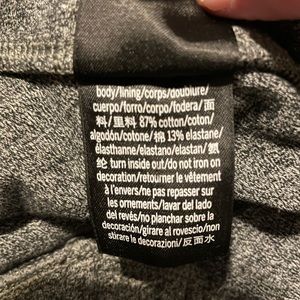 body/lining/corps/doublure/
cuerpo/forro/corpo/fodera/面
料/里料 87% cotton/coton/
algodón/cotone/棉 13% elastane/
élasthanne/elastano/elastan/氨
纶 turn inside out/do not iron on
decoration/retourner le vêtement
à l'envers/ne pas repasser sur
les ornements/lavar del lado
del revés/no planchar sobre la
decoración/girare al rovescio/non
stirare le decorazioni/反面水